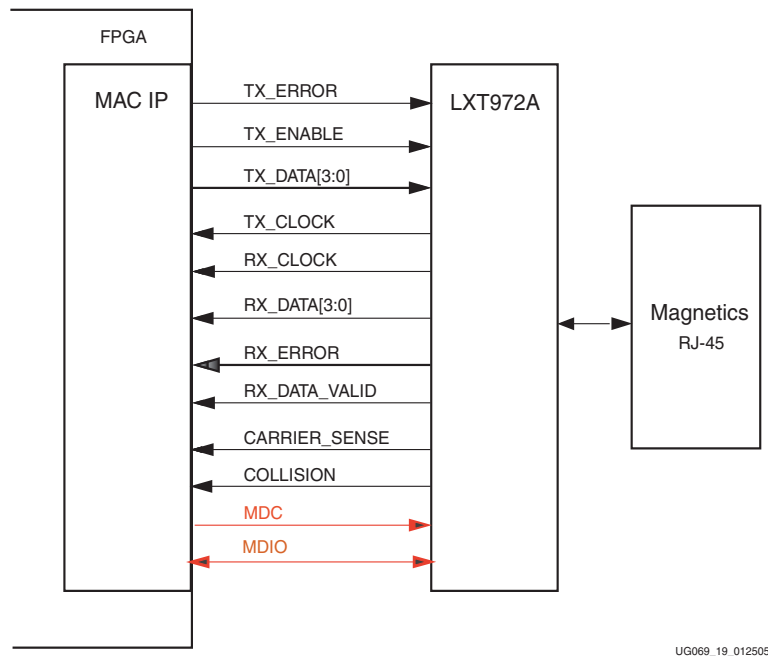 FPGA
MAC IP
TX_ERROR
LXT972A
TX_ENABLE
TX_DATA[3:0]
TX_CLOCK
RX_CLOCK
RX_DATA[3:0]
Magnetics
RJ-45
RX_ERROR
RX_DATA_VALID
CARRIER_SENSE
COLLISION
MDC
MDIO
UG069_19_012505